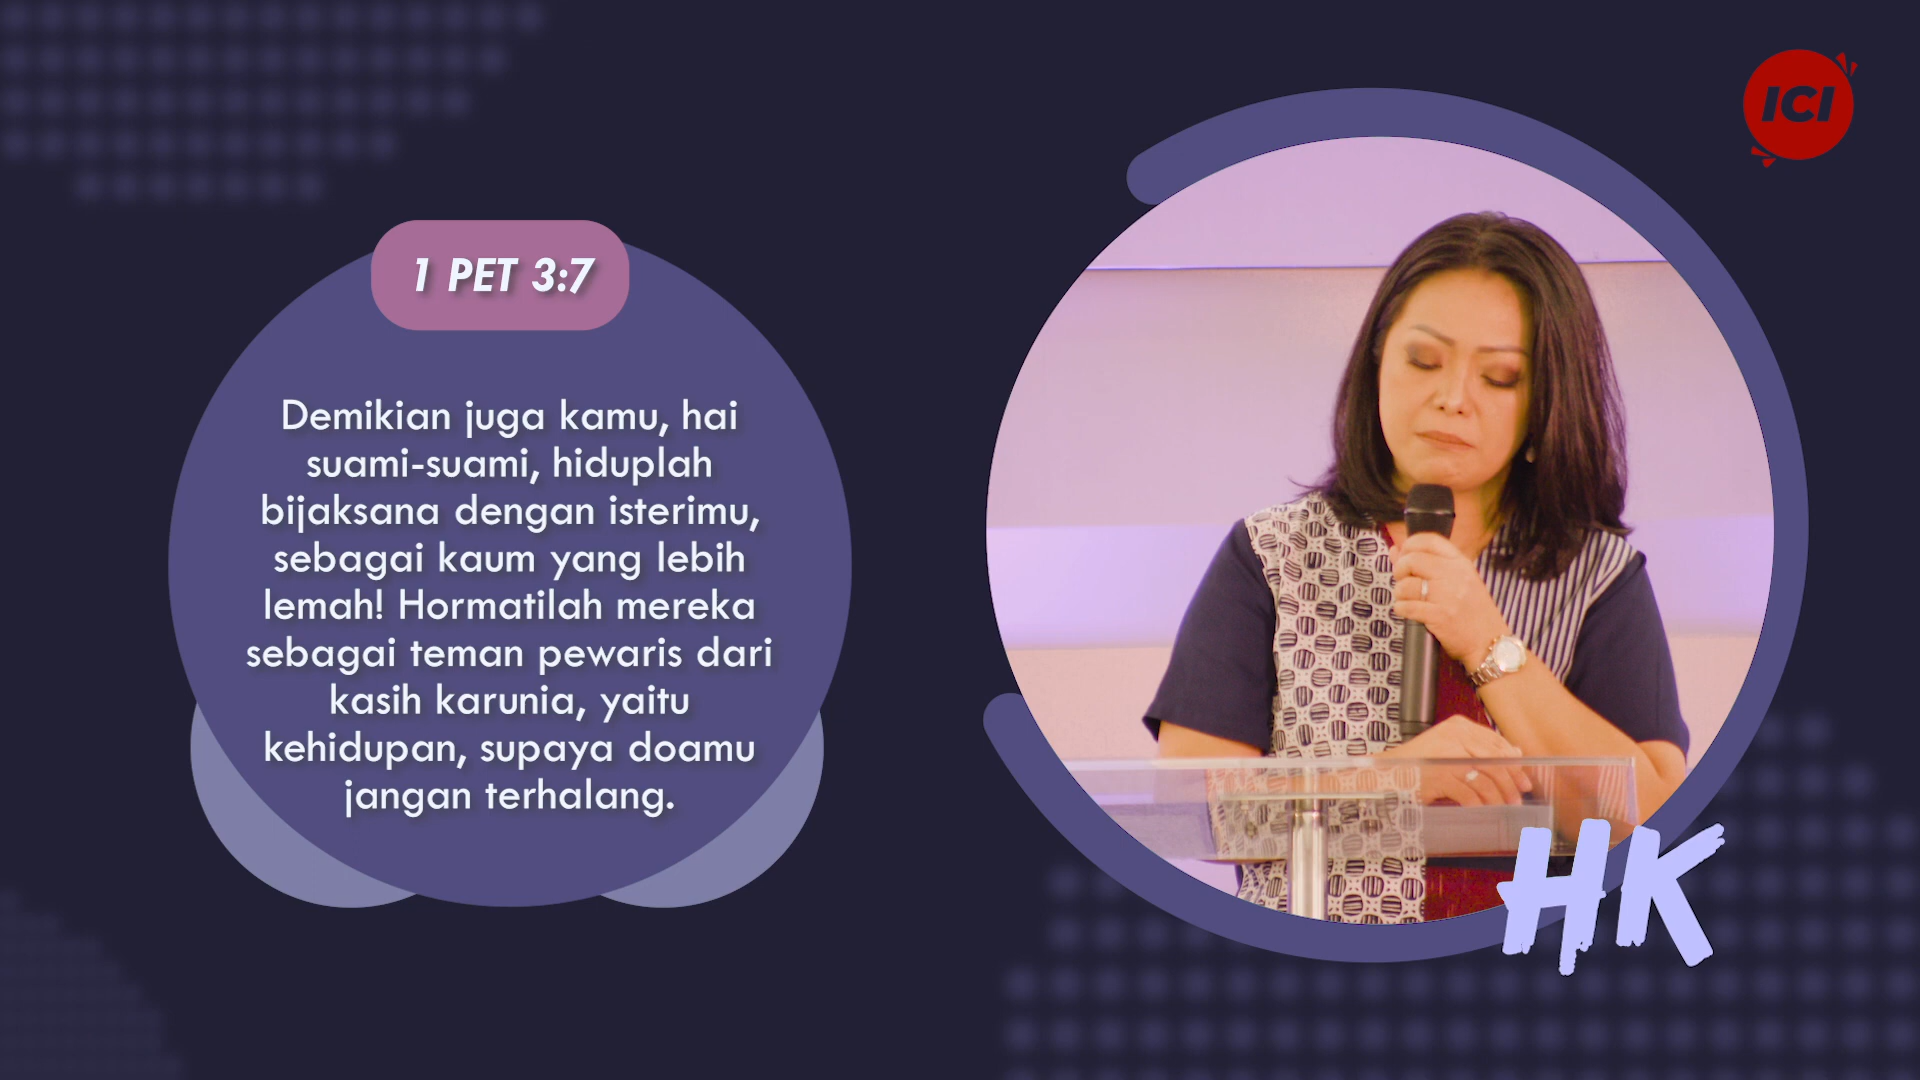 ICI
1 PET 3:7
Demikian juga kamu, hai
suami-suami, hiduplah
bijaksana dengan isterimu,
sebagai kaum yang lebih
lemah! Hormatilah mereka
sebagai teman pewaris dari
kasih karunia, yaitu
kehidupan, supaya doamu
jangan terhalang.
HK